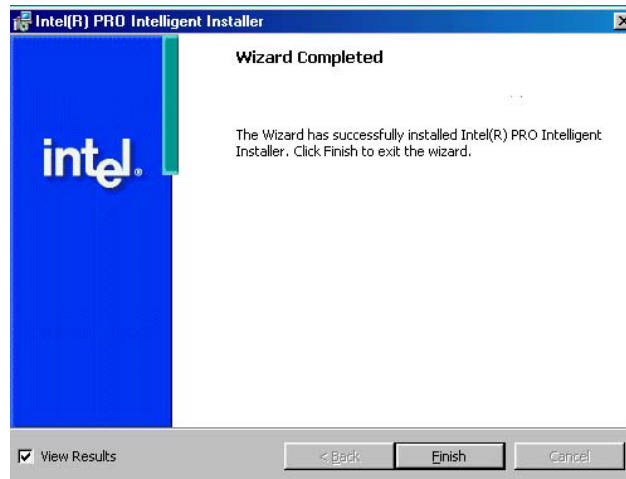 Intel(R) PRO Intelligent Installer
Wizard Completed
The Wizard has successfully installed Intel(R) PRO Intelligent
Installer. Click Finish to exit the wizard.
intel®
View Results
< Back
Finish
Cancel